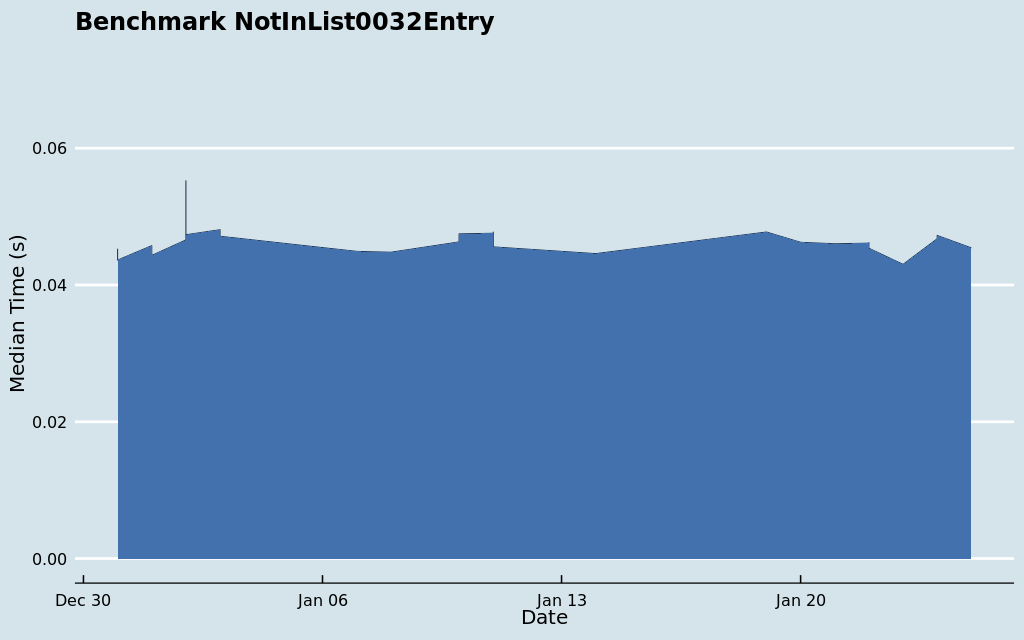 Benchmark NotInList0032Entry
Median Time (s)
0.06
0.04
0.02
0.00
Dec 30
Jan 06
Jan 13
Jan 20
Date